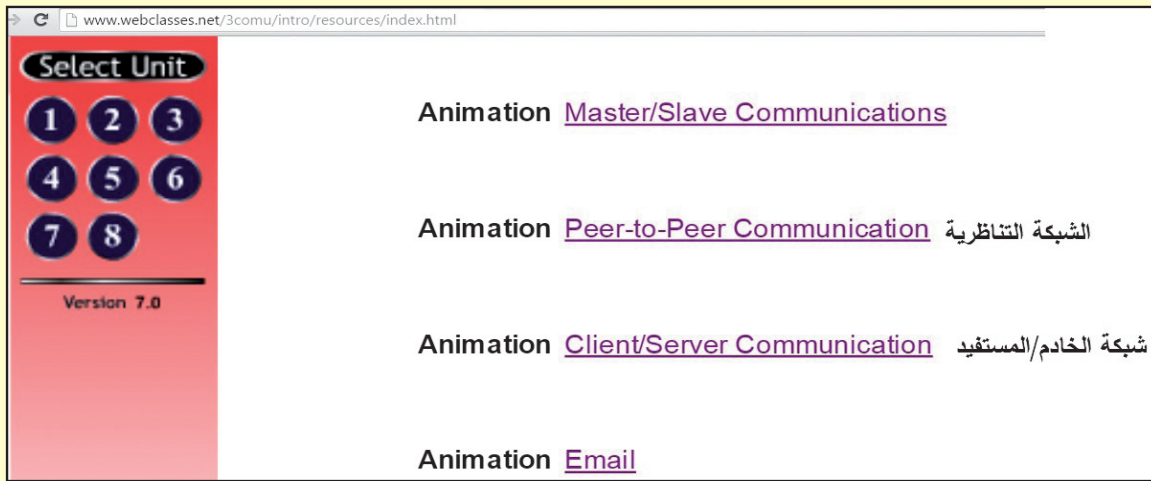 www.webclasses.net/3comu/intro/resources/index.html
Select Unit
1 2 3
4 5 6
7 8
Version 7.0
Animation Master/Slave Communications
Animation Peer-to-Peer Communication الشبكة التناظرية
Animation Client/Server Communication شبكة الخادم/المستفيد
Animation Email